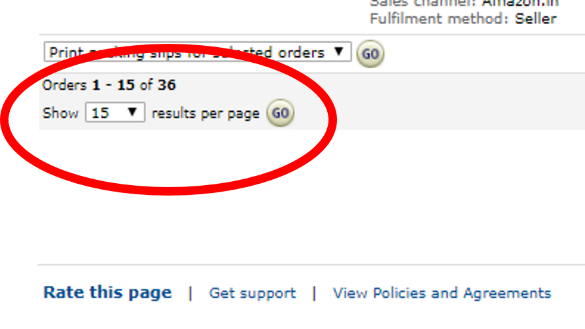 Sales channel: Amazon.in
Fulfilment method: Seller
Print packing slips for selected orders ▼ GO
Orders 1 - 15 of 36
Show 15 ▼ results per page GO
Rate this page | Get support | View Policies and Agreements